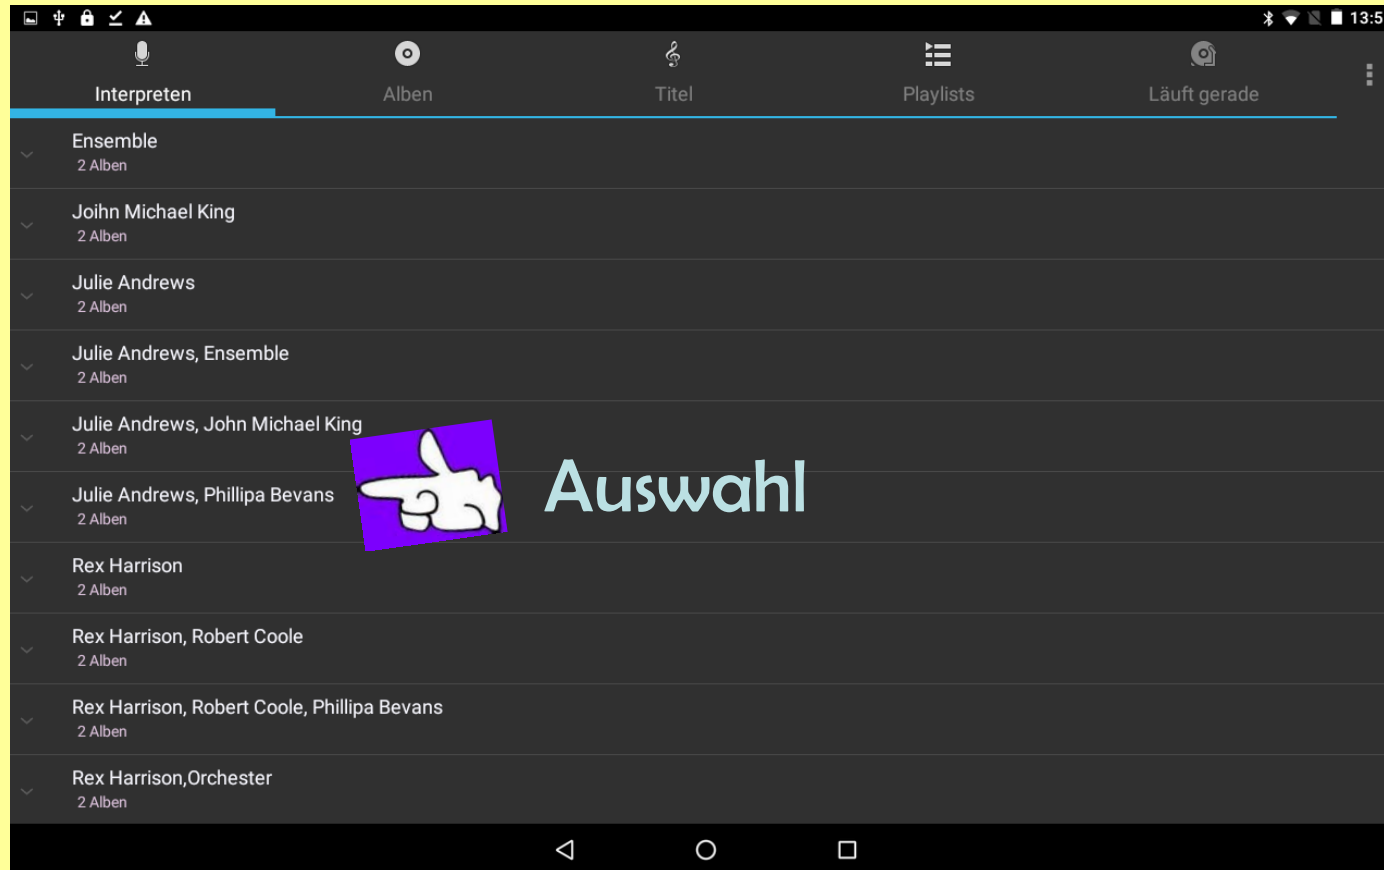 13:5
Interpreten
Alben
Titel
Playlists
Läuft gerade
Ensemble
2 Alben
Joihn Michael King
2 Alben
Julie Andrews
2 Alben
Julie Andrews, Ensemble
2 Alben
Julie Andrews, John Michael King
2 Alben
Auswahl
Julie Andrews, Phillipa Bevans
2 Alben
Rex Harrison
2 Alben
Rex Harrison, Robert Coole
2 Alben
Rex Harrison, Robert Coole, Phillipa Bevans
2 Alben
Rex Harrison,Orchester
2 Alben